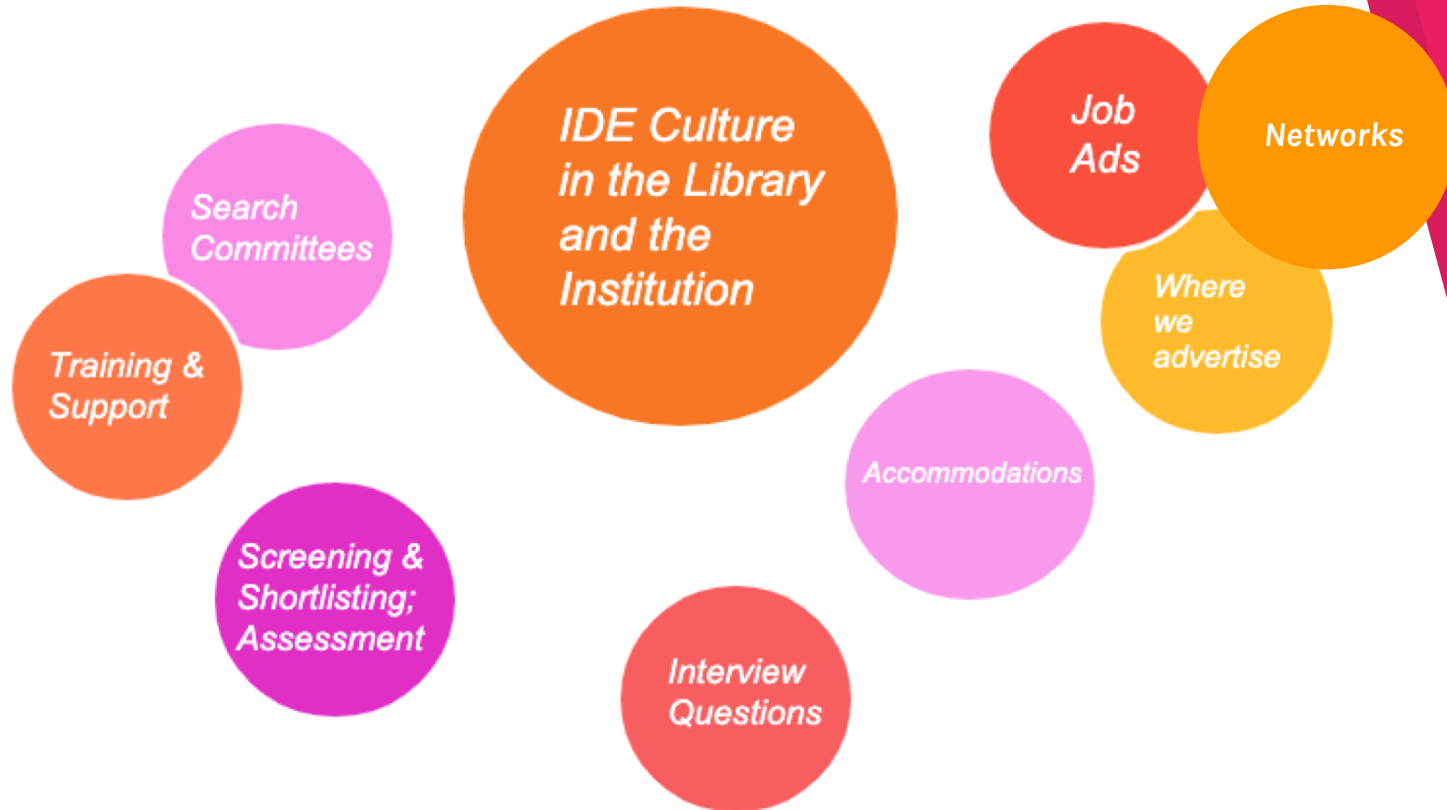 IDE Culture
in the Library
and the
Institution
Job
Ads
Networks
Search
Committees
Where
we
advertise
Training &
Support
Accommodations
Screening &
Shortlisting;
Assessment
Interview
Questions